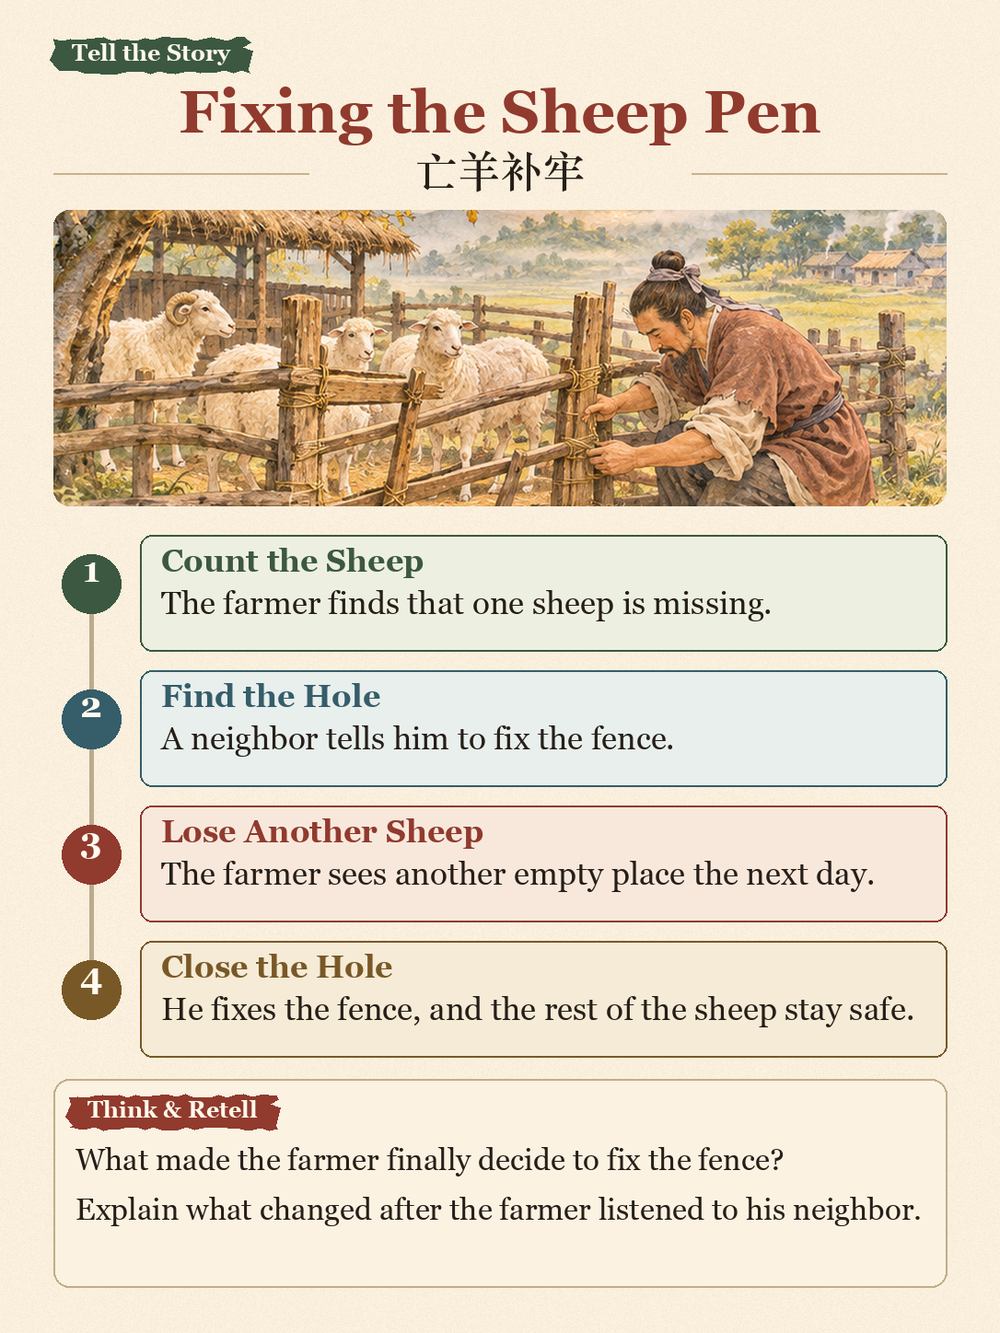 Tell the Story
Fixing the Sheep Pen
亡羊补牢
1
Count the Sheep
The farmer finds that one sheep is missing.
2
Find the Hole
A neighbor tells him to fix the fence.
3
Lose Another Sheep
The farmer sees another empty place the next day.
4
Close the Hole
He fixes the fence, and the rest of the sheep stay safe.
Think & Retell
What made the farmer finally decide to fix the fence?
Explain what changed after the farmer listened to his neighbor.